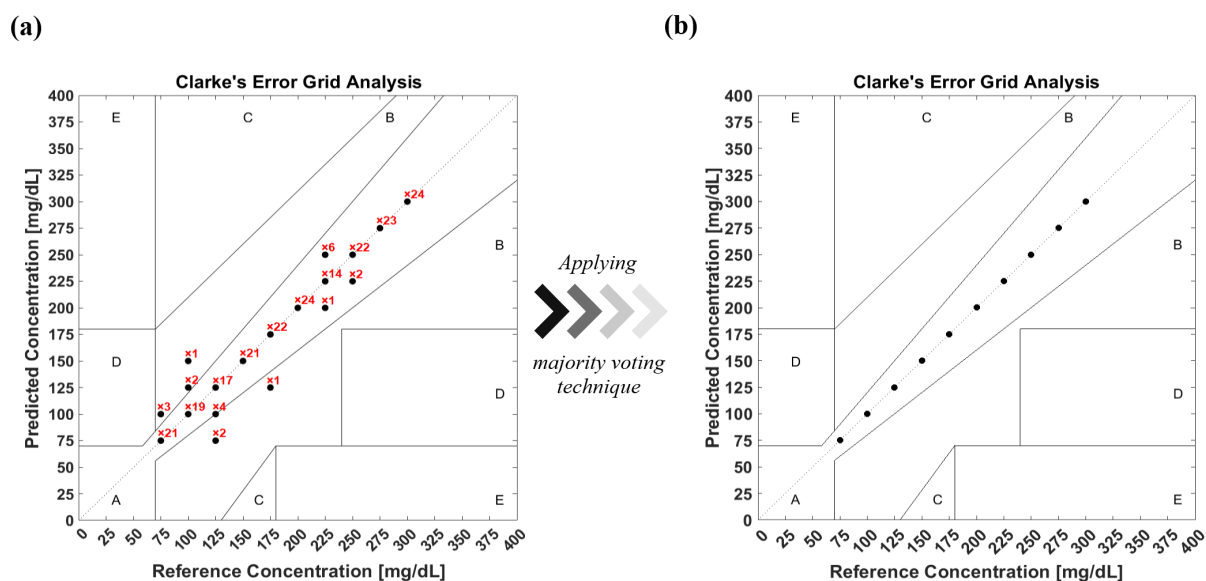 (a)
(b)
Clarke's Error Grid Analysis
Predicted Concentration [mg/dL]
400
375
350
325
300
275
250
225
200
175
150
125
100
75
50
25
0
E
C
B
×24
×23
×6
×22
×14
×2
B
×24
×1
×22
×1
×21
D
×2
×17
×1
D
×3
×19
×4
×21
×2
A
C
E
0 25 50 75 100 125 150 175 200 225 250 275 300 325 350 375 400
Reference Concentration [mg/dL]
Applying
majority voting
technique
Clarke's Error Grid Analysis
Predicted Concentration [mg/dL]
400
375
350
325
300
275
250
225
200
175
150
125
100
75
50
25
0
E
C
B
B
D
D
A
C
E
0 25 50 75 100 125 150 175 200 225 250 275 300 325 350 375 400
Reference Concentration [mg/dL]